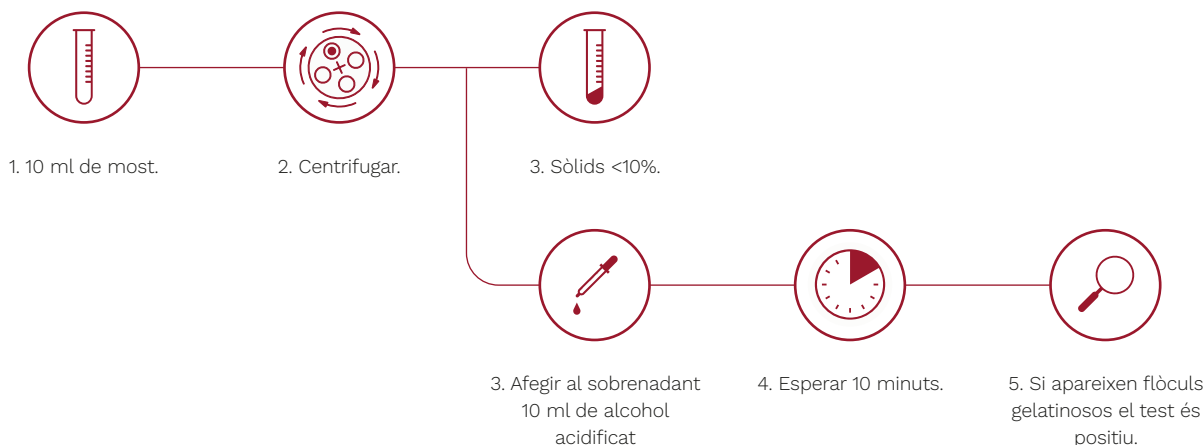 1. 10 ml de most.
2. Centrifugar.
3. Sòlids <10%.
3. Afegir al sobrenadant
10 ml de alcohol
acidificat
4. Esperar 10 minuts.
5. Si apareixen flòculs
gelatinosos el test és
positiu.